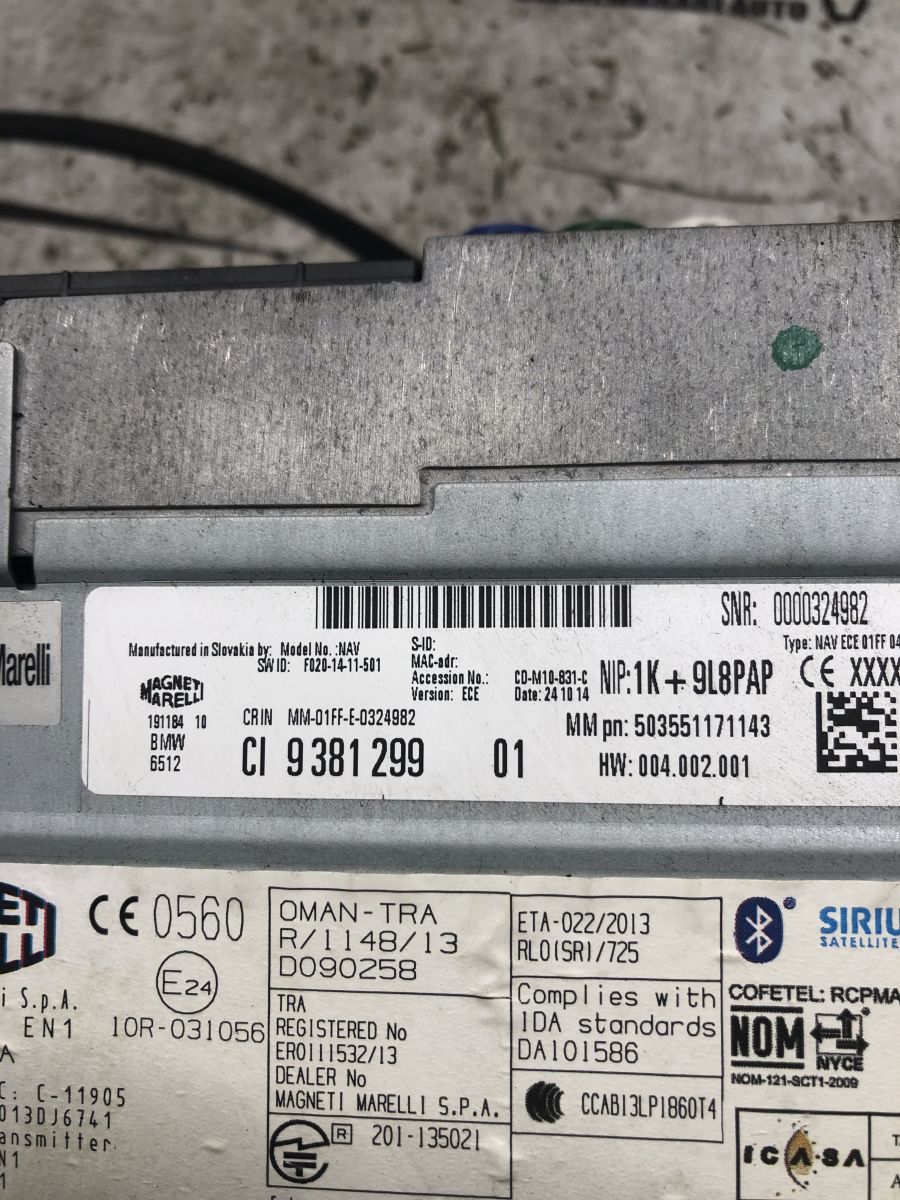 AUTO
SNR: 0000324982
Manufactured in Slovakia by: Model No.:NAV
SW ID: F020-14-11-501
S-ID:
MAC-adr:
Accession No.: CD-M10-831-C
Version: ECE Date: 24 10 14
NIP:1K+9L8PAP
Type: NAV ECE 01FF 04
CE XXXX
Marelli
MAGNETI
MARELLI
191184 10
BMW
6512
CRIN MM-01FF-E-0324982
CI 9 381 299 01
MM pn: 503551171143
HW: 004.002.001
CE 0560
E24
10R-031056
i S.p.A.
EN1
A
C: C-11905
013DJ6741
ansmitter
N1
1
OMAN-TRA
R/1148/13
D090258
TRA
REGISTERED No
ER0111532/13
DEALER No
MAGNETI MARELLI S.P.A.
R 201-135021
ETA-022/2013
RLO(SR)/725
Complies with
IDA standards
DA101586
CCAB13LP1860T4
SIRIU
SATELLITE
COFETEL: RCPMA
NOM
NYCE
NOM-121-SCT1-2009
ICASA